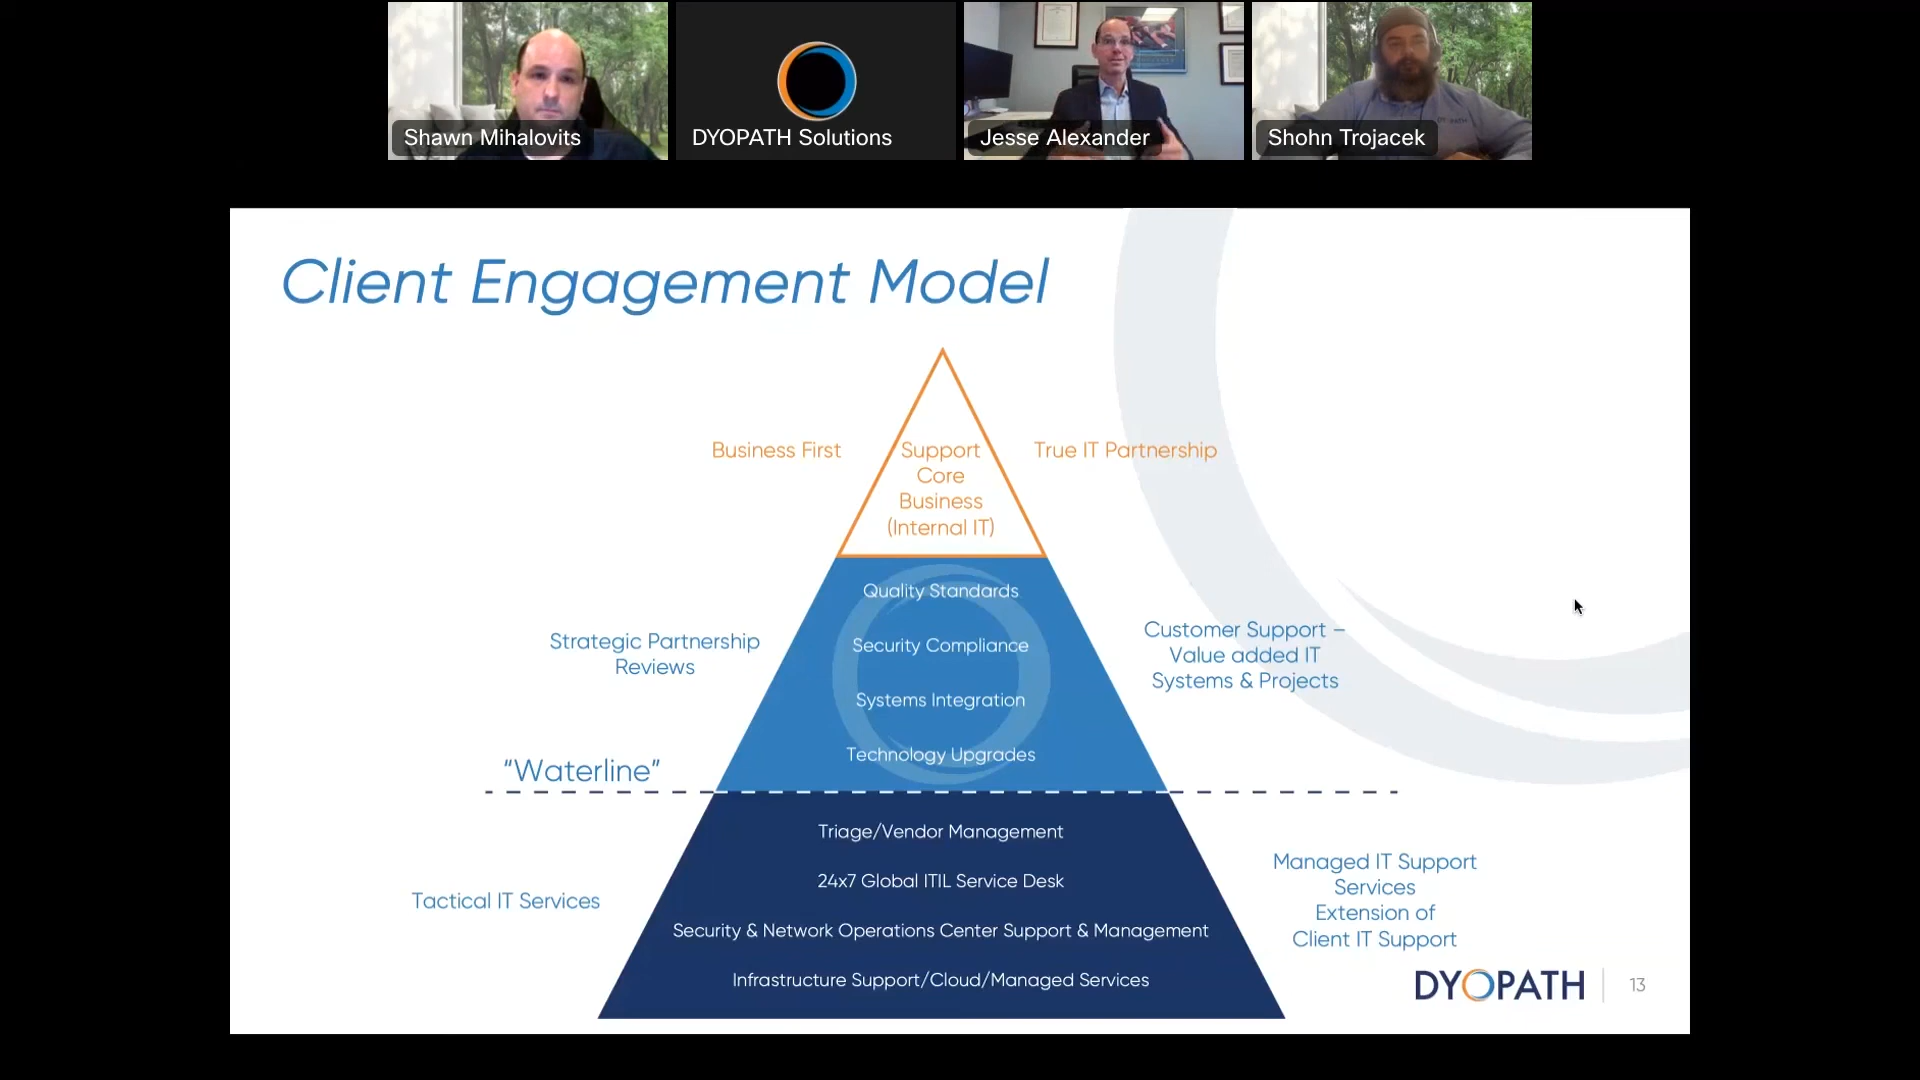 Shawn Mihalovits
DYOPATH Solutions
Jesse Alexander
Shohn Trojacek
Client Engagement Model
Business First
Support
Core
Business
(Internal IT)
True IT Partnership
Quality Standards
Security Compliance
Systems Integration
Technology Upgrades
Strategic Partnership
Reviews
Customer Support –
Value added IT
Systems & Projects
“Waterline”
Triage/Vendor Management
24x7 Global ITIL Service Desk
Security & Network Operations Center Support & Management
Infrastructure Support/Cloud/Managed Services
Tactical IT Services
Managed IT Support
Services
Extension of
Client IT Support
DYOPATH
13